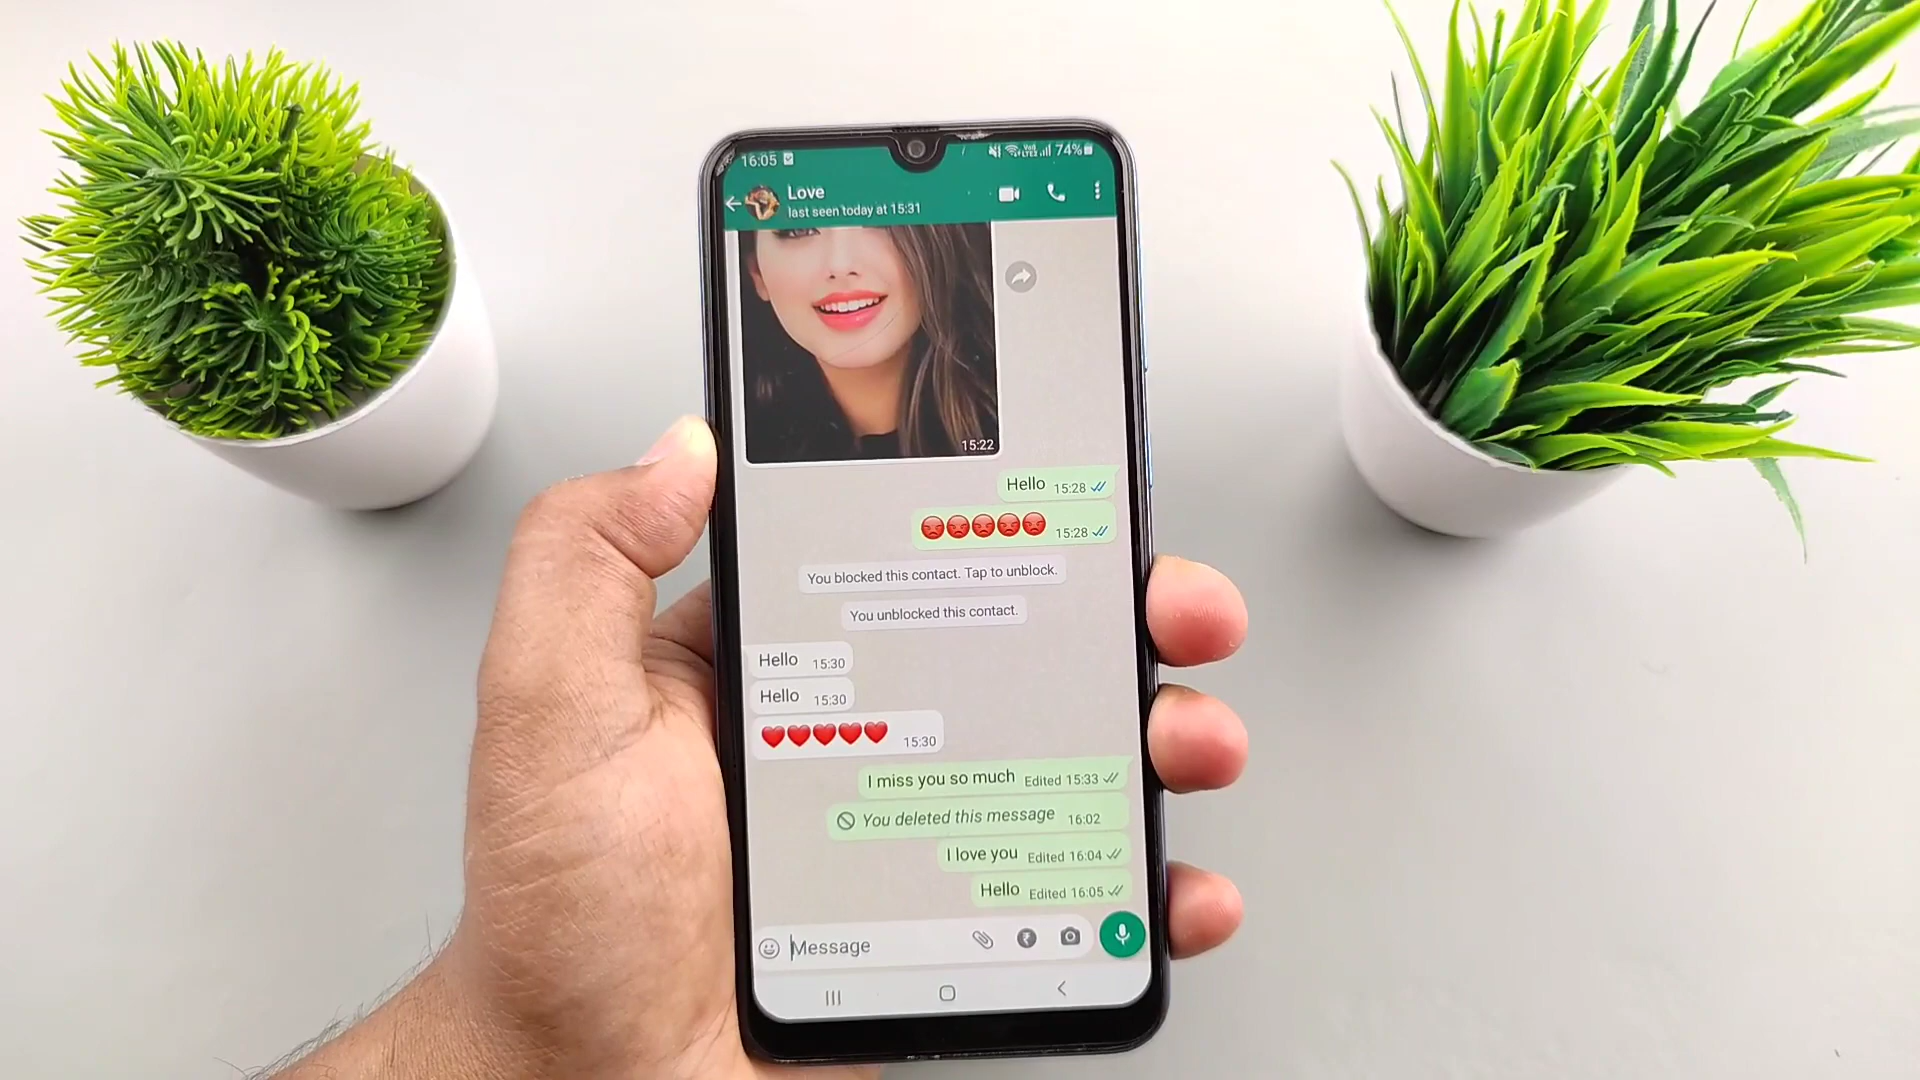 16:05 VoD LTE2 74%
Love
last seen today at 15:31
15:22
Hello 15:28
😡😡😡😡😡 15:28
You blocked this contact. Tap to unblock.
You unblocked this contact.
Hello 15:30
Hello 15:30
❤️❤️❤️❤️❤️ 15:30
I miss you so much Edited 15:33
You deleted this message 16:02
I love you Edited 16:04
Hello Edited 16:05
Message